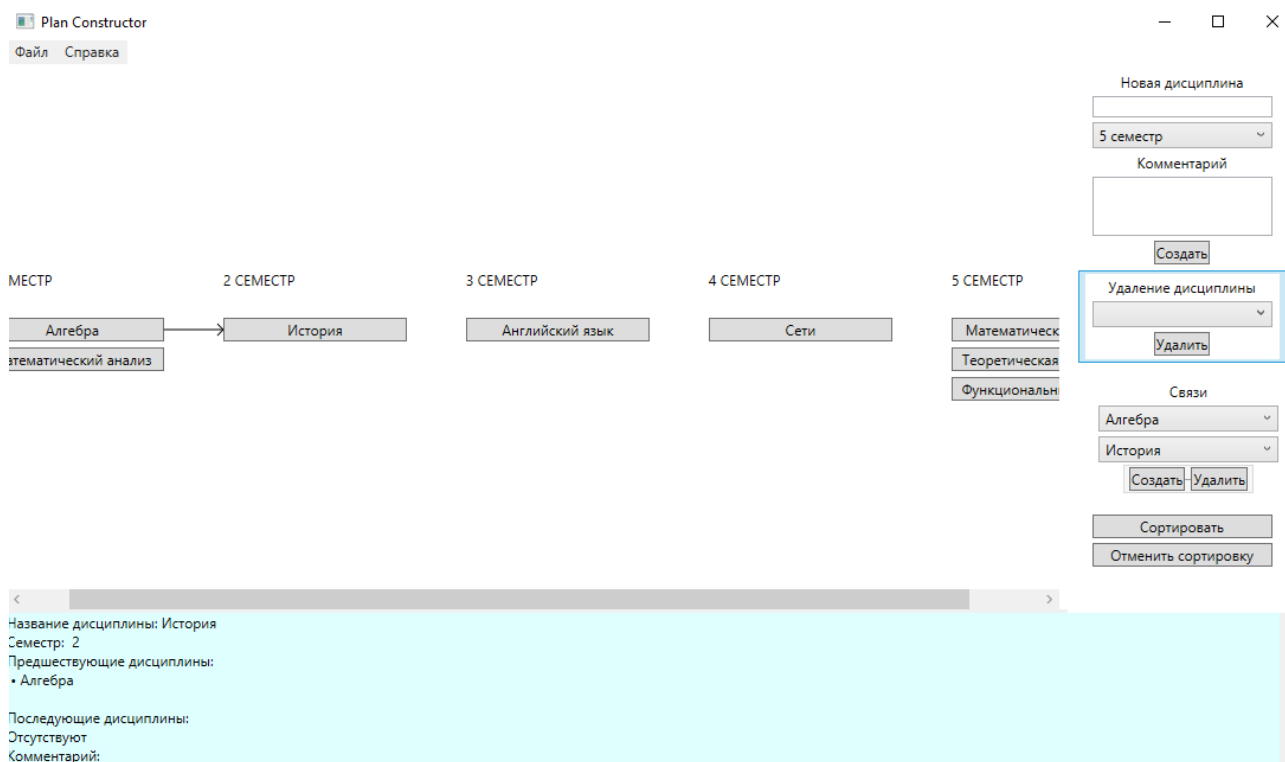 Plan Constructor
Файл Справка
Новая дисциплина
5 семестр
Комментарий
Создать
МЕСТР 2 СЕМЕСТР 3 СЕМЕСТР 4 СЕМЕСТР 5 СЕМЕСТР
Удаление дисциплины
Алгебра История Английский язык Сети Математическ
Удалить
атематический анализ Теоретическая
Функциональн
Связи
Алгебра
История
Создать Удалить
Сортировать
Отменить сортировку
Название дисциплины: История
Семестр: 2
Предшествующие дисциплины:
• Алгебра
Последующие дисциплины:
Отсутствуют
Комментарий: